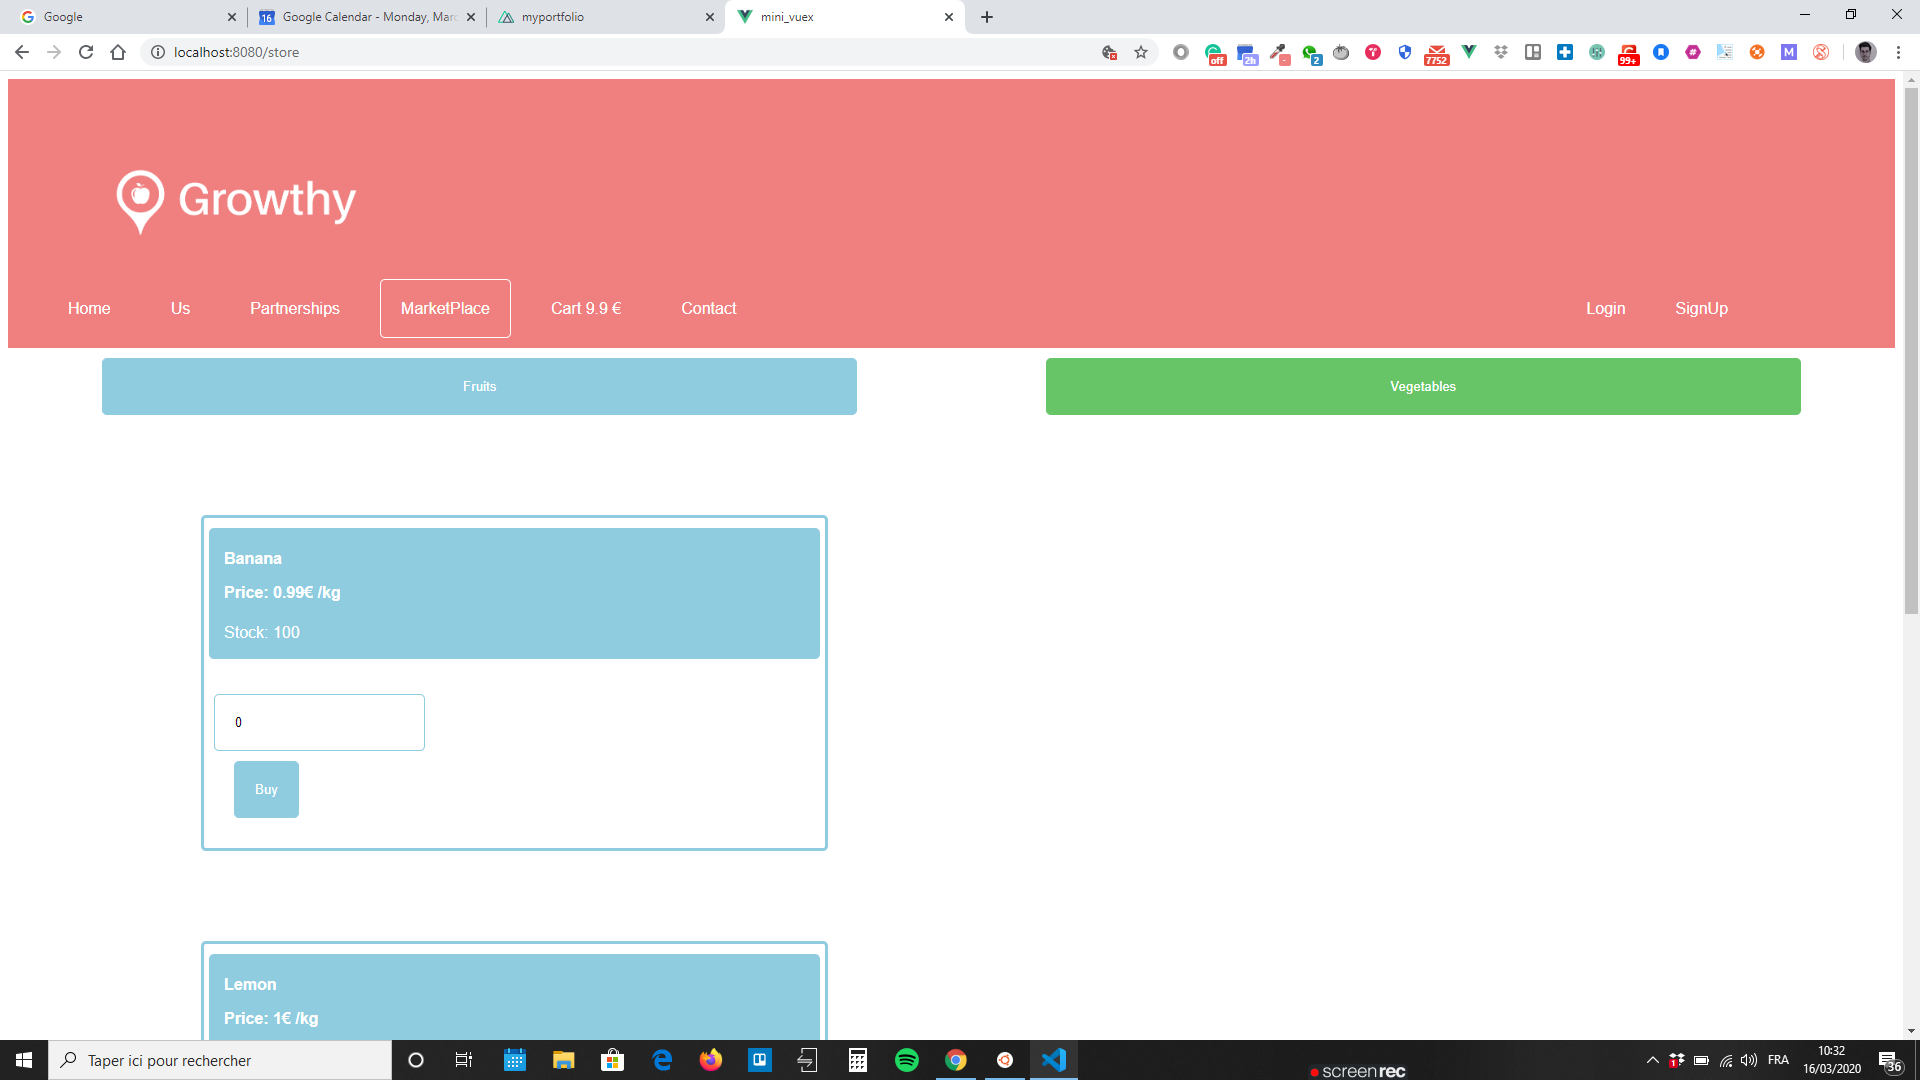 Google
16 Google Calendar - Monday, Marc
myportfolio
mini_vuex
localhost:8080/store
off
2h
-
2
7752
99+
M
Growthy
Home
Us
Partnerships
MarketPlace
Cart 9.9 €
Contact
Login
SignUp
Fruits
Vegetables
Banana
Price: 0.99€ /kg
Stock: 100
0
Buy
Lemon
Price: 1€ /kg
Taper ici pour rechercher
screenrec
1
FRA
10:32
16/03/2020
36